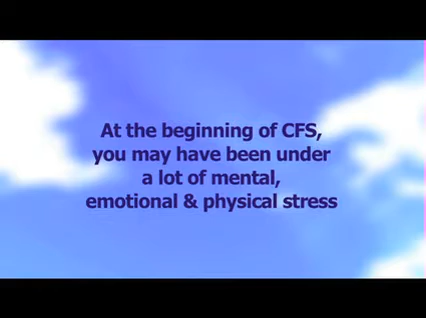 At the beginning of CFS,
you may have been under
a lot of mental,
emotional & physical stress